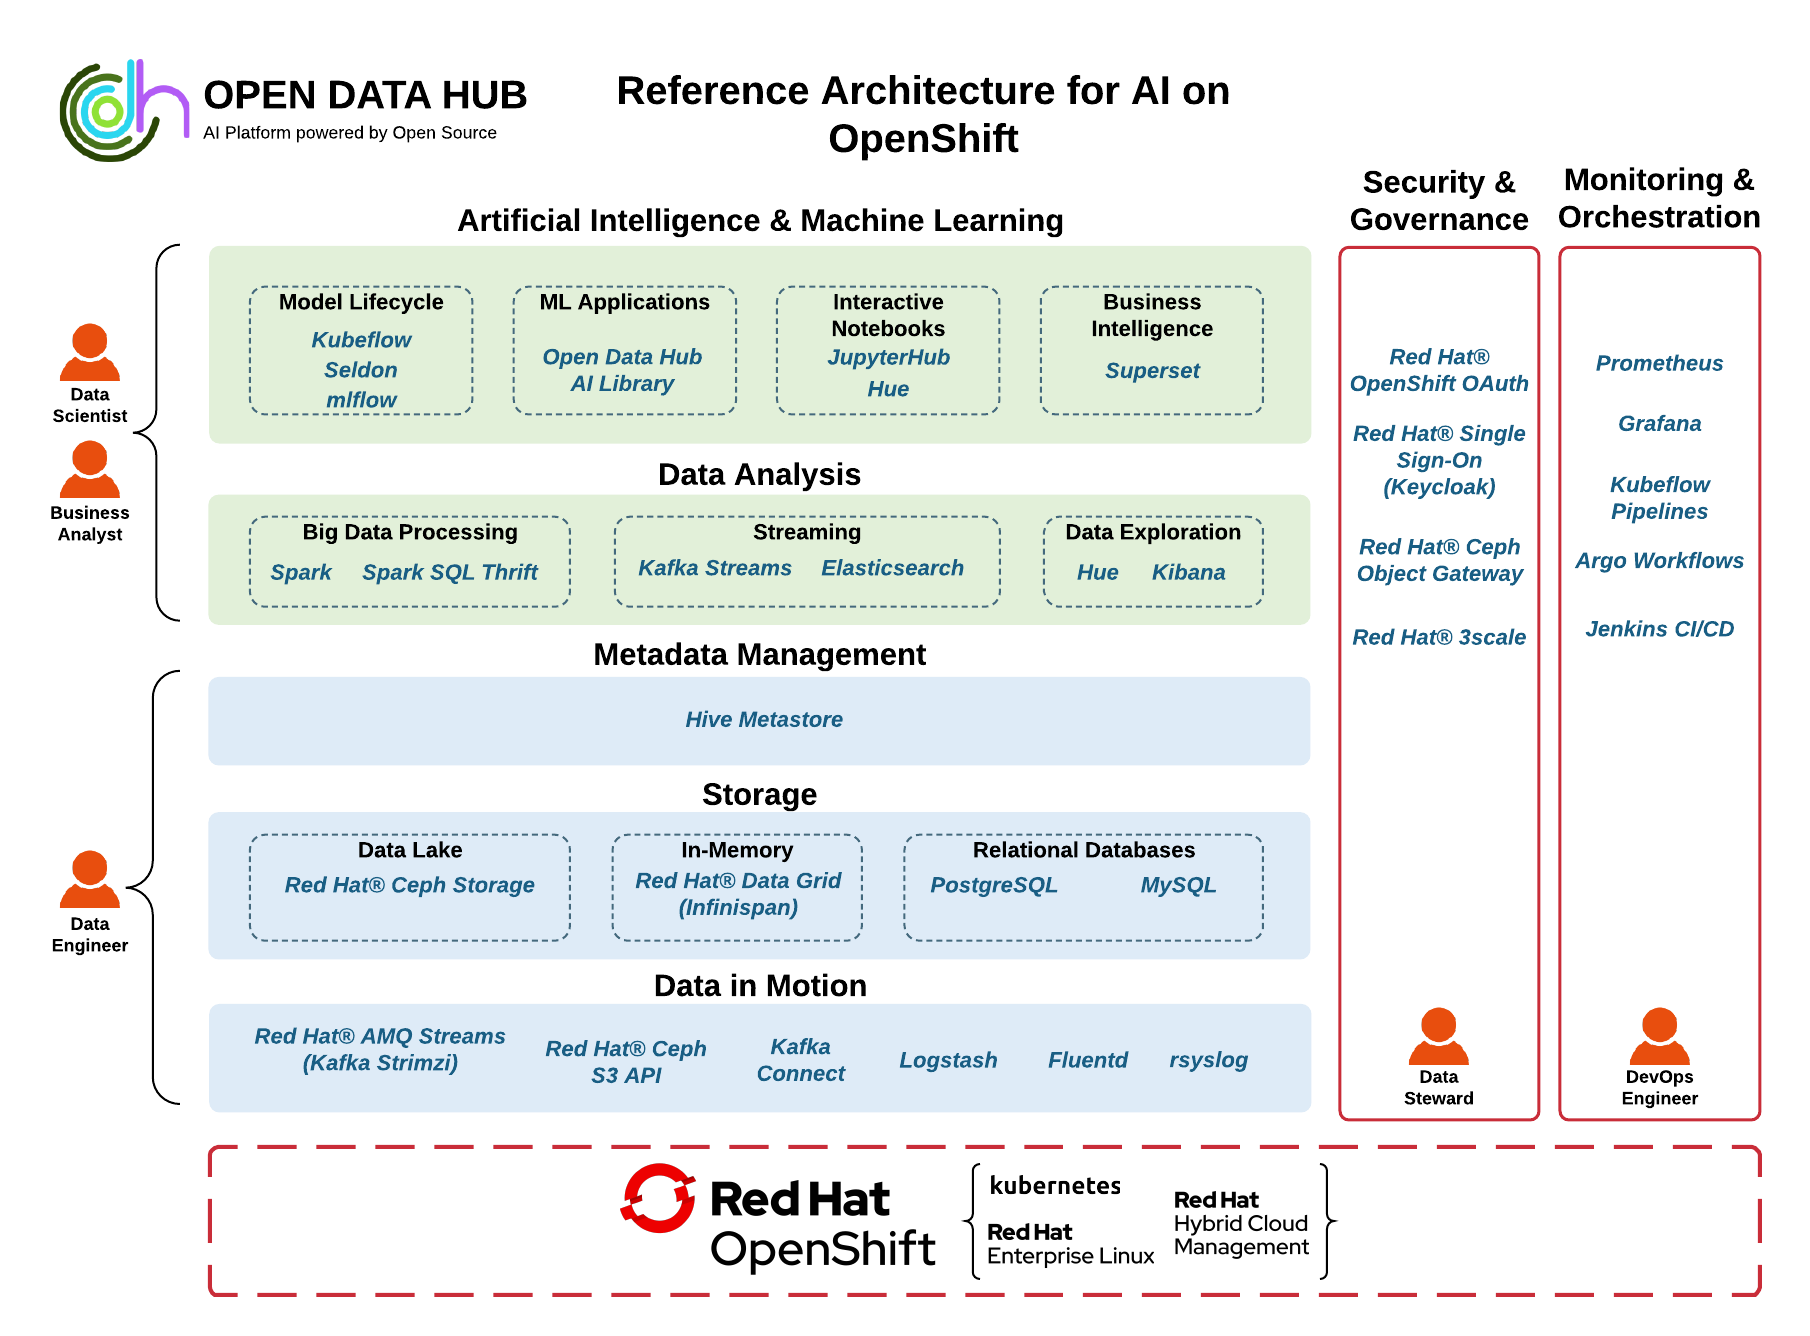 OPEN DATA HUB
AI Platform powered by Open Source
Reference Architecture for AI on
OpenShift
Artificial Intelligence & Machine Learning
Model Lifecycle
Kubeflow
Seldon
mlflow
ML Applications
Open Data Hub
AI Library
Interactive
Notebooks
JupyterHub
Hue
Business
Intelligence
Superset
Data
Scientist
Business
Analyst
Data Analysis
Big Data Processing
Spark Spark SQL Thrift
Streaming
Kafka Streams Elasticsearch
Data Exploration
Hue Kibana
Metadata Management
Hive Metastore
Storage
Data Lake
Red Hat® Ceph Storage
In-Memory
Red Hat® Data Grid
(Infinispan)
Relational Databases
PostgreSQL MySQL
Data
Engineer
Data in Motion
Red Hat® AMQ Streams
(Kafka Strimzi)
Red Hat® Ceph
S3 API
Kafka
Connect
Logstash
Fluentd
rsyslog
Security &
Governance
Red Hat®
OpenShift OAuth
Red Hat® Single
Sign-On
(Keycloak)
Red Hat® Ceph
Object Gateway
Red Hat® 3scale
Data
Steward
Monitoring &
Orchestration
Prometheus
Grafana
Kubeflow
Pipelines
Argo Workflows
Jenkins CI/CD
DevOps
Engineer
Red Hat
OpenShift
kubernetes
Red Hat
Enterprise Linux
Red Hat
Hybrid Cloud
Management